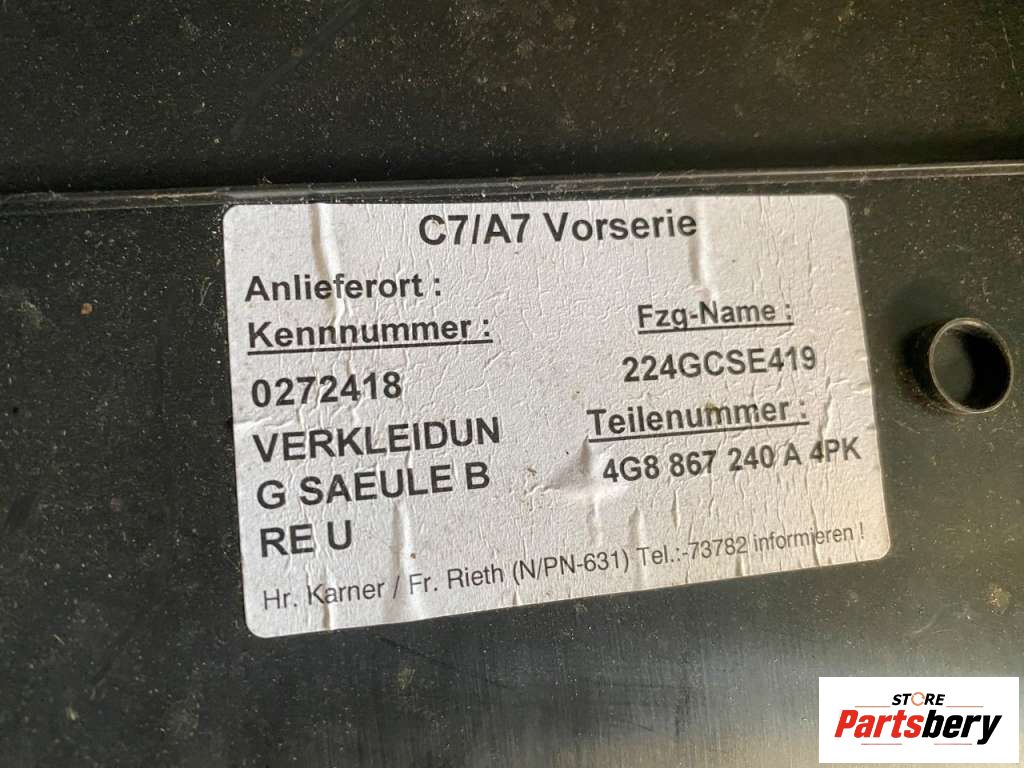 C7/A7 Vorserie
Anlieferort :
Kennnummer :
Fzg-Name :
0272418
224GCSE419
VERKLEIDUN
G SAEULE B
RE U
Teilenummer :
4G8 867 240 A 4PK
Hr. Karner / Fr. Rieth (N/PN-631) Tel.:-73782 informieren !
STORE
Partsbery